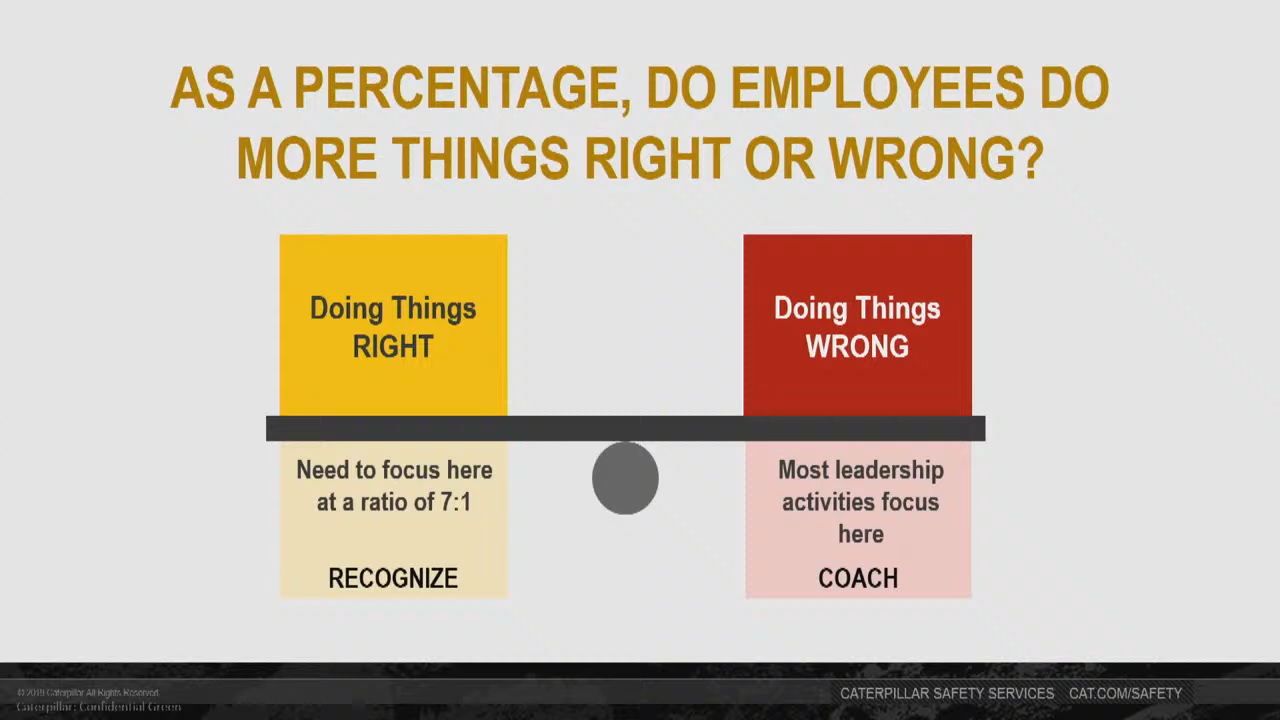 AS A PERCENTAGE, DO EMPLOYEES DO
MORE THINGS RIGHT OR WRONG?
Doing Things
RIGHT
Doing Things
WRONG
Need to focus here
at a ratio of 7:1
RECOGNIZE
Most leadership
activities focus
here
COACH
© 2019 Caterpillar All Rights Reserved.
Caterpillar: Confidential Green
CATERPILLAR SAFETY SERVICES CAT.COM/SAFETY